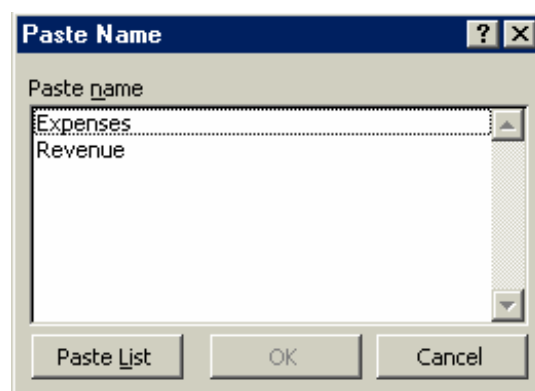 Paste Name ? X
Paste name
Expenses
Revenue
Paste List OK Cancel